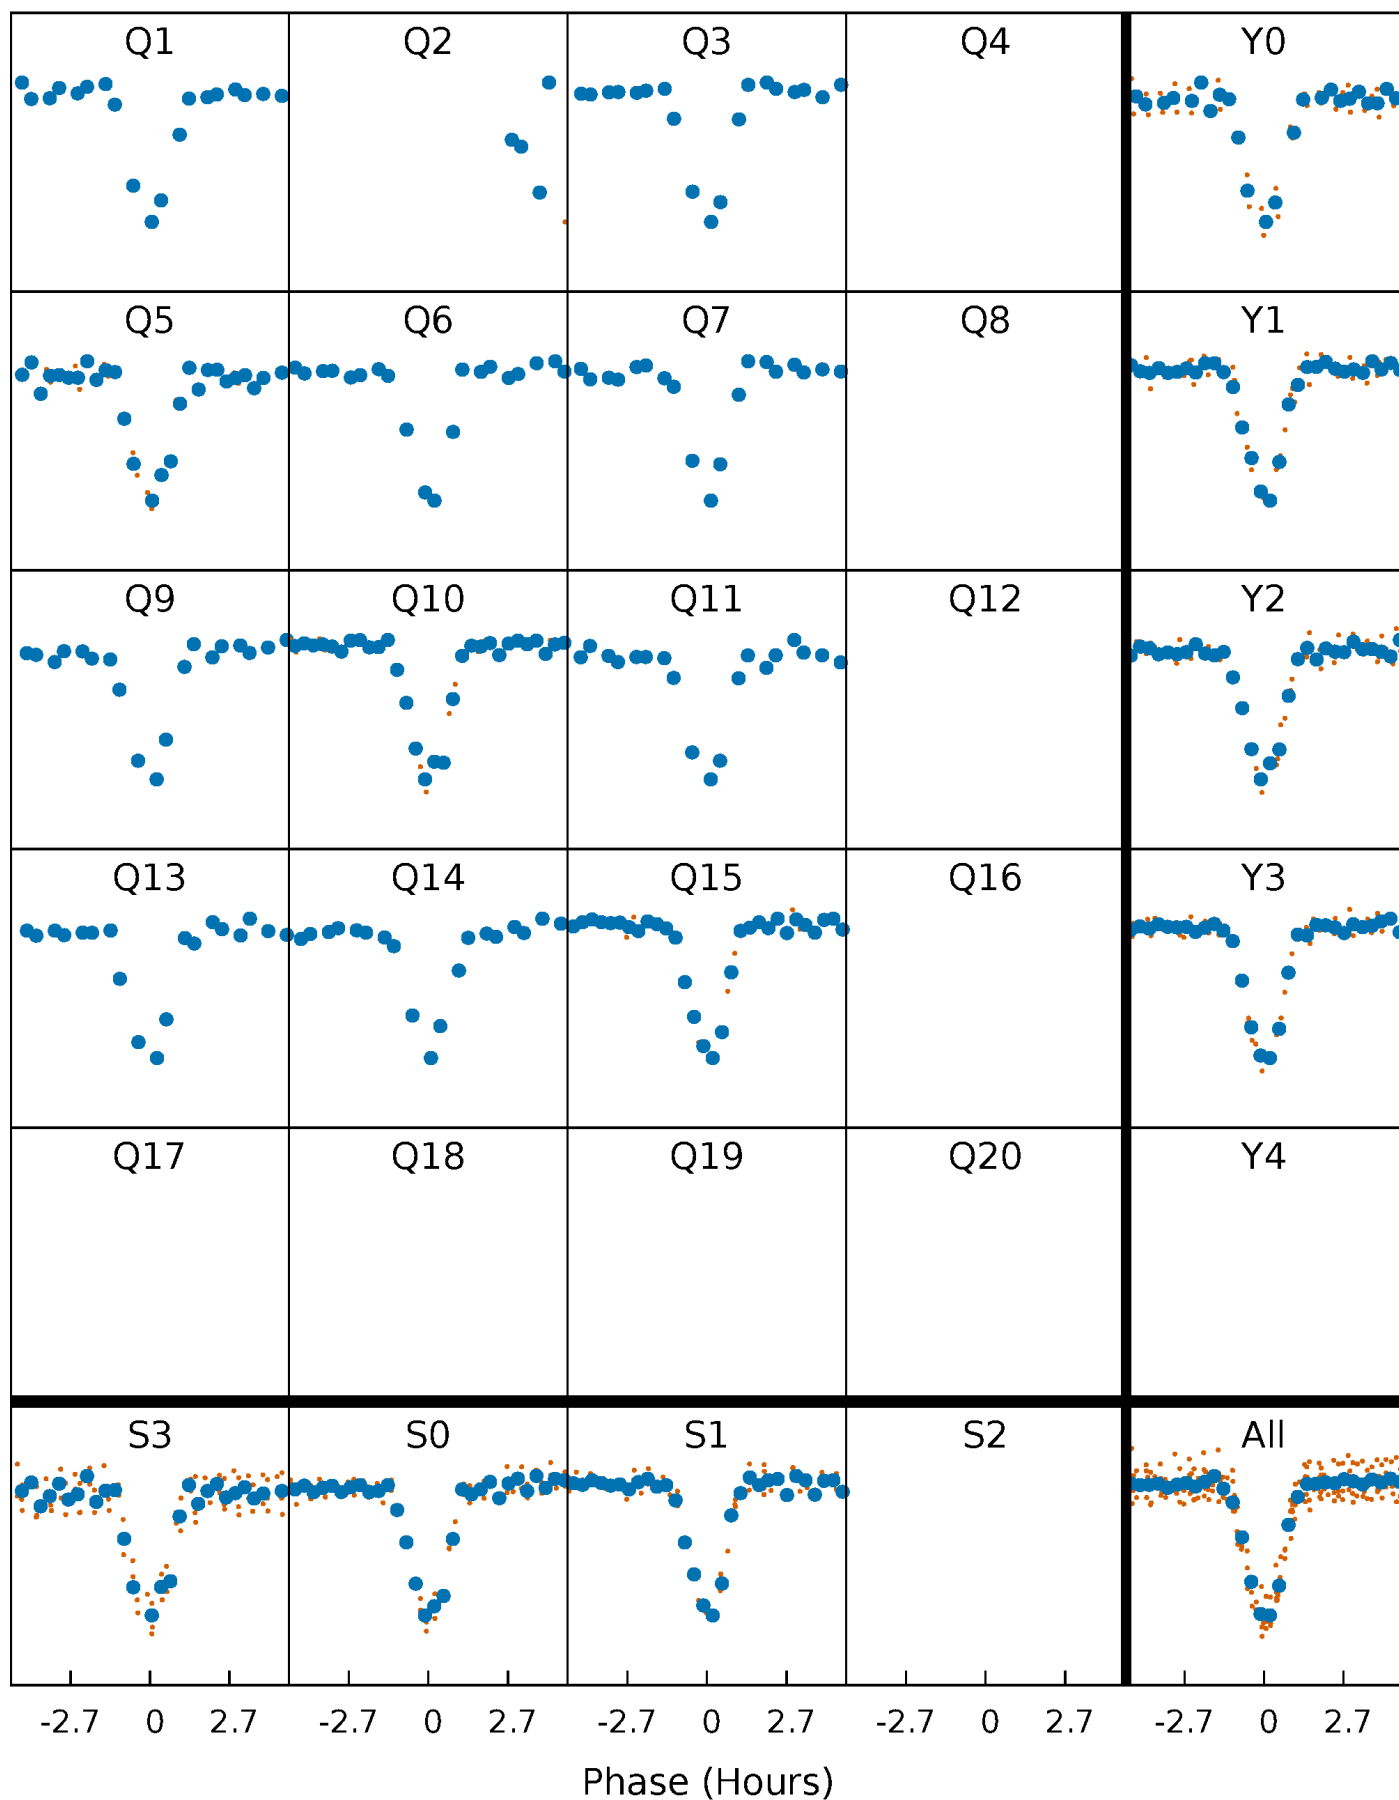 Q1 Q2 Q3 Q4 Y0
Q5 Q6 Q7 Q8 Y1
Q9 Q10 Q11 Q12 Y2
Q13 Q14 Q15 Q16 Y3
Q17 Q18 Q19 Q20 Y4
S3 S0 S1 S2 All
-2.7 0 2.7 -2.7 0 2.7 -2.7 0 2.7 -2.7 0 2.7 -2.7 0 2.7
Phase (Hours)